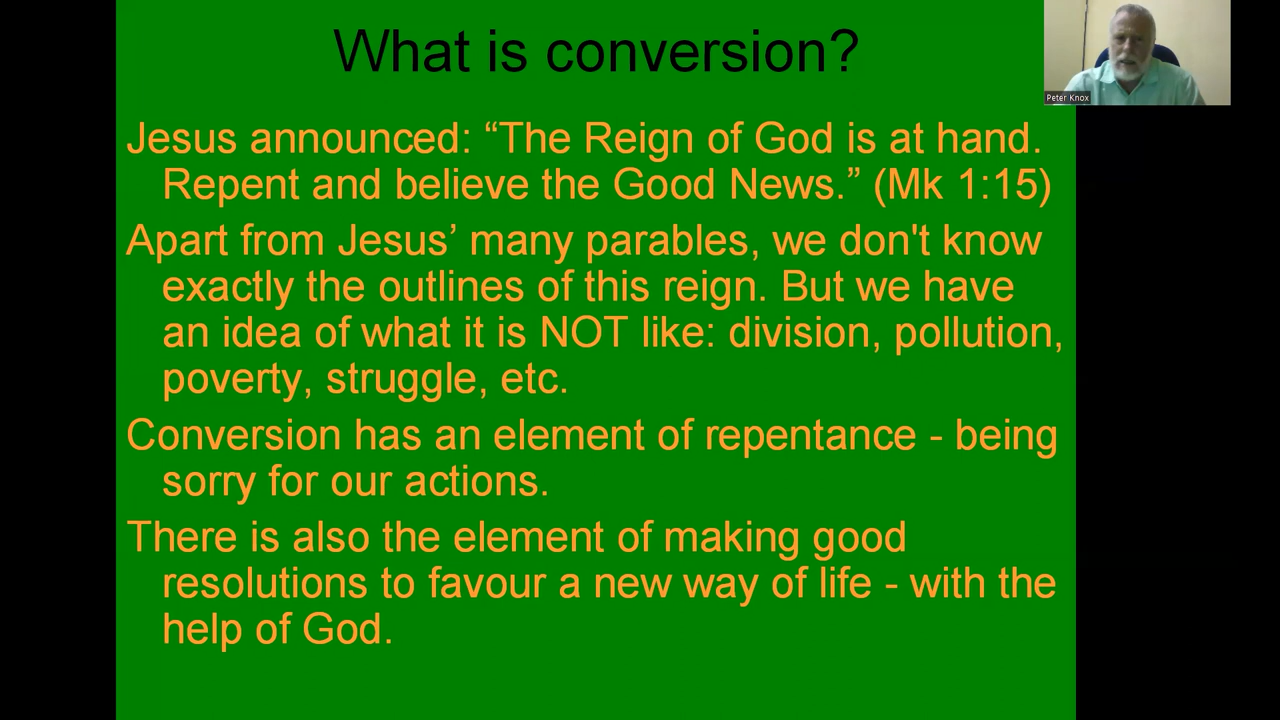 What is conversion?
Peter Knox
Jesus announced: “The Reign of God is at hand.
Repent and believe the Good News.” (Mk 1:15)
Apart from Jesus’ many parables, we don't know
exactly the outlines of this reign. But we have
an idea of what it is NOT like: division, pollution,
poverty, struggle, etc.
Conversion has an element of repentance - being
sorry for our actions.
There is also the element of making good
resolutions to favour a new way of life - with the
help of God.